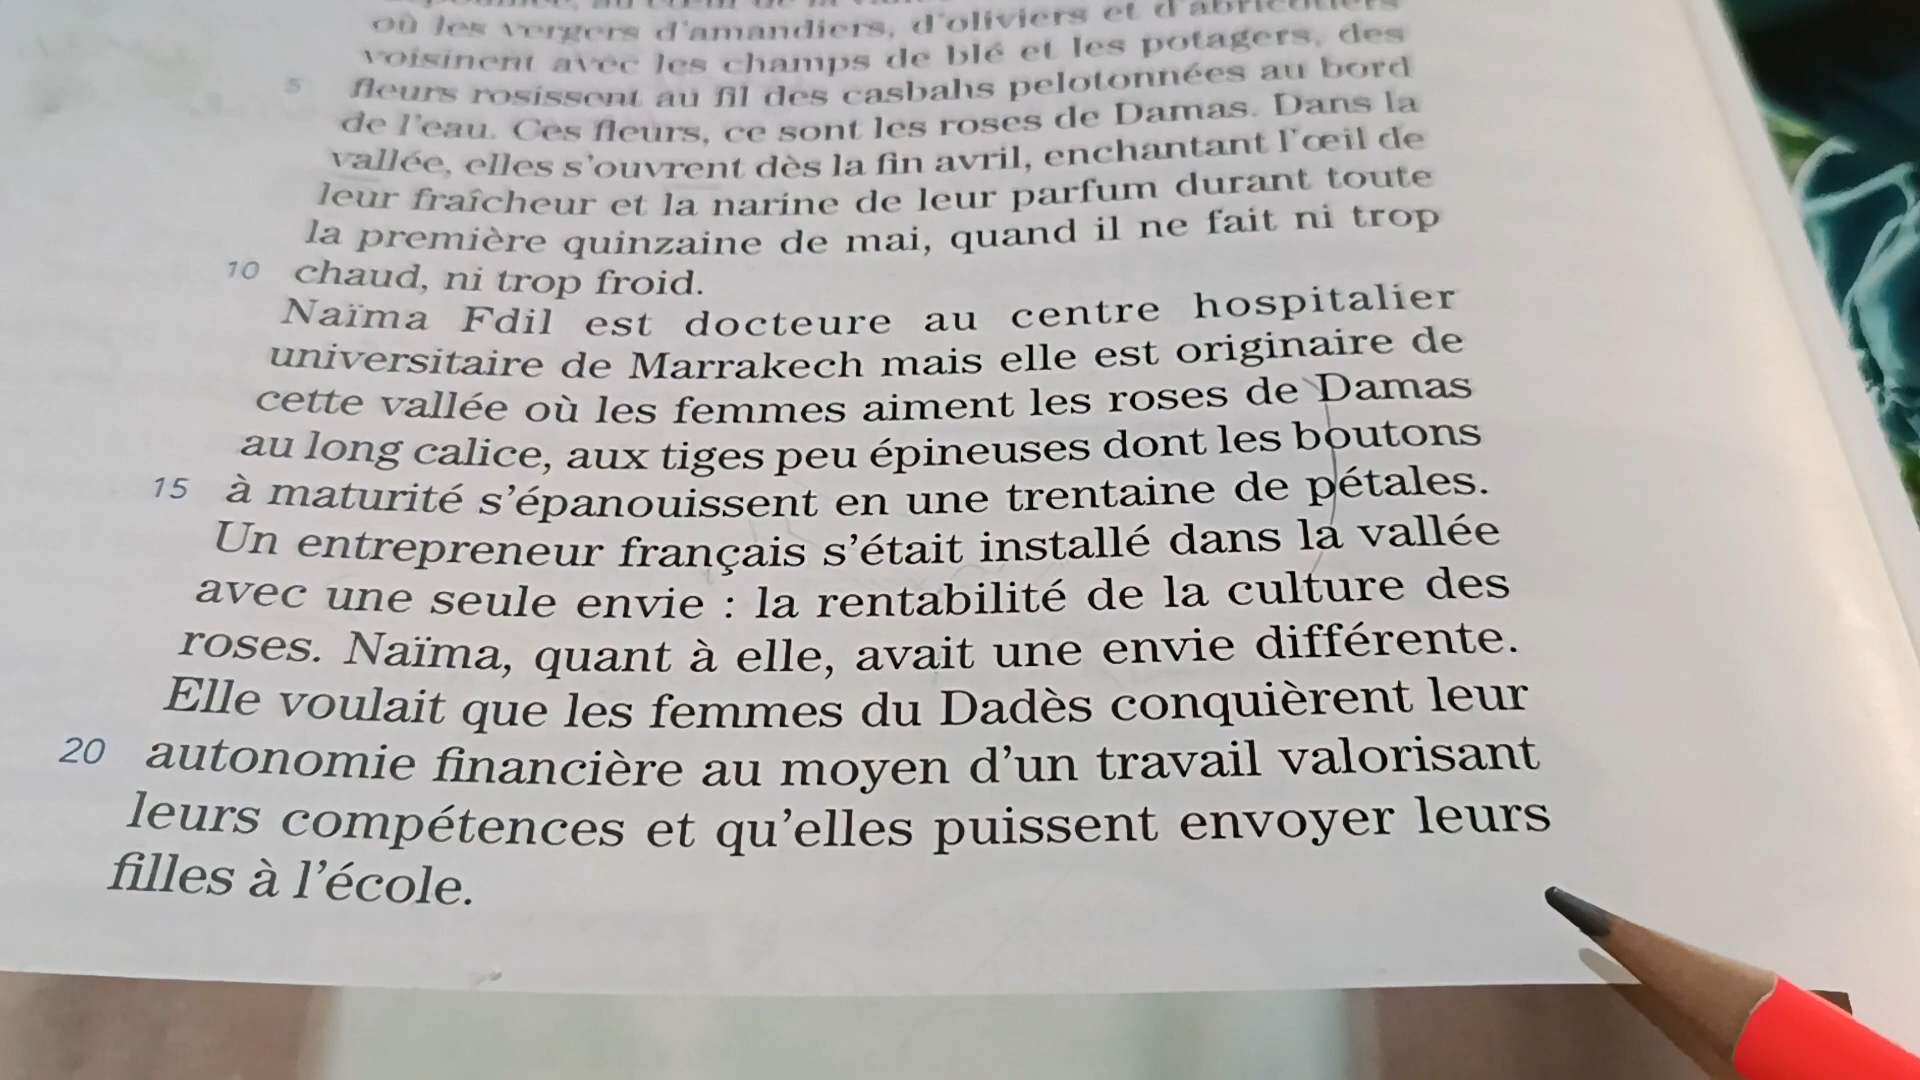 où les vergers d'amandiers, d'oliviers et d'abricotiers
voisinent avec les champs de blé et les potagers, des
5 fleurs rosissent au fil des casbahs pelotonnées au bord
de l'eau. Ces fleurs, ce sont les roses de Damas. Dans la
vallée, elles s'ouvrent dès la fin avril, enchantant l'œil de
leur fraîcheur et la narine de leur parfum durant toute
la première quinzaine de mai, quand il ne fait ni trop
10 chaud, ni trop froid.
Naïma Fdil est docteure au centre hospitalier
universitaire de Marrakech mais elle est originaire de
cette vallée où les femmes aiment les roses de Damas
au long calice, aux tiges peu épineuses dont les boutons
15 à maturité s'épanouissent en une trentaine de pétales.
Un entrepreneur français s'était installé dans la vallée
avec une seule envie : la rentabilité de la culture des
roses. Naïma, quant à elle, avait une envie différente.
Elle voulait que les femmes du Dadès conquièrent leur
20 autonomie financière au moyen d'un travail valorisant
leurs compétences et qu'elles puissent envoyer leurs
filles à l'école.